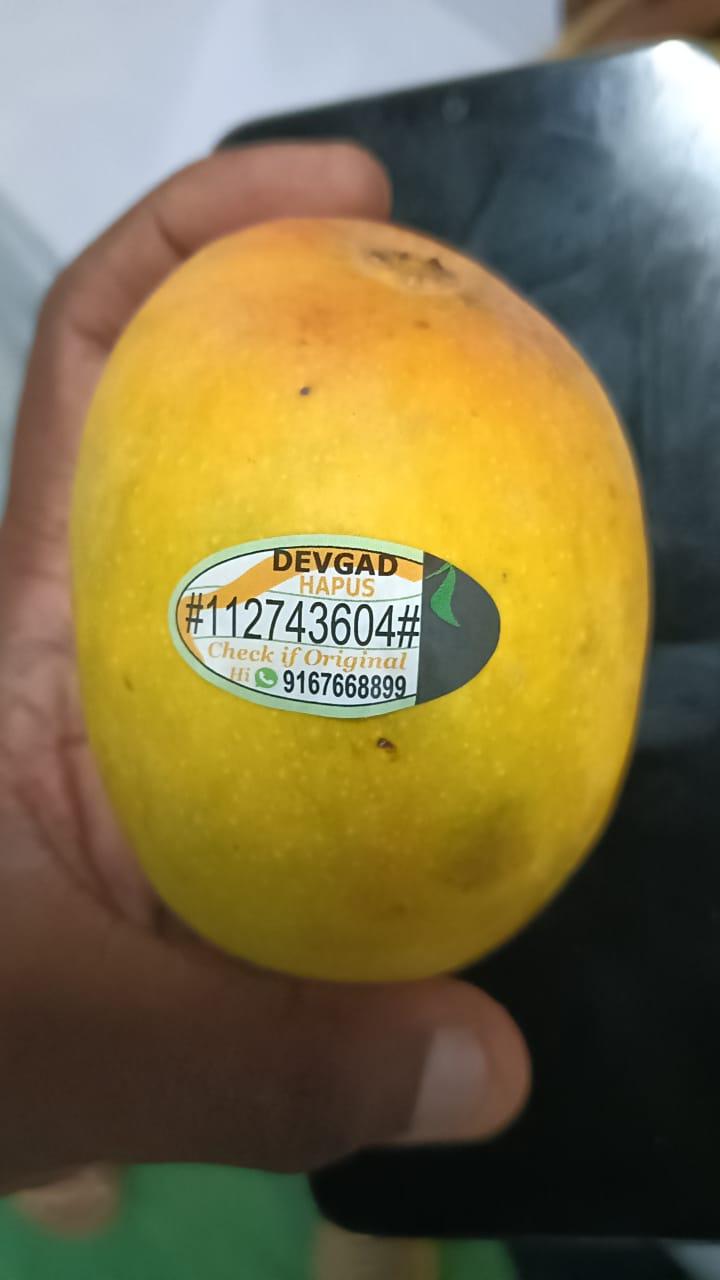 DEVGAD
HAPUS
#112743604#
Check if Original
Hi 9167668899